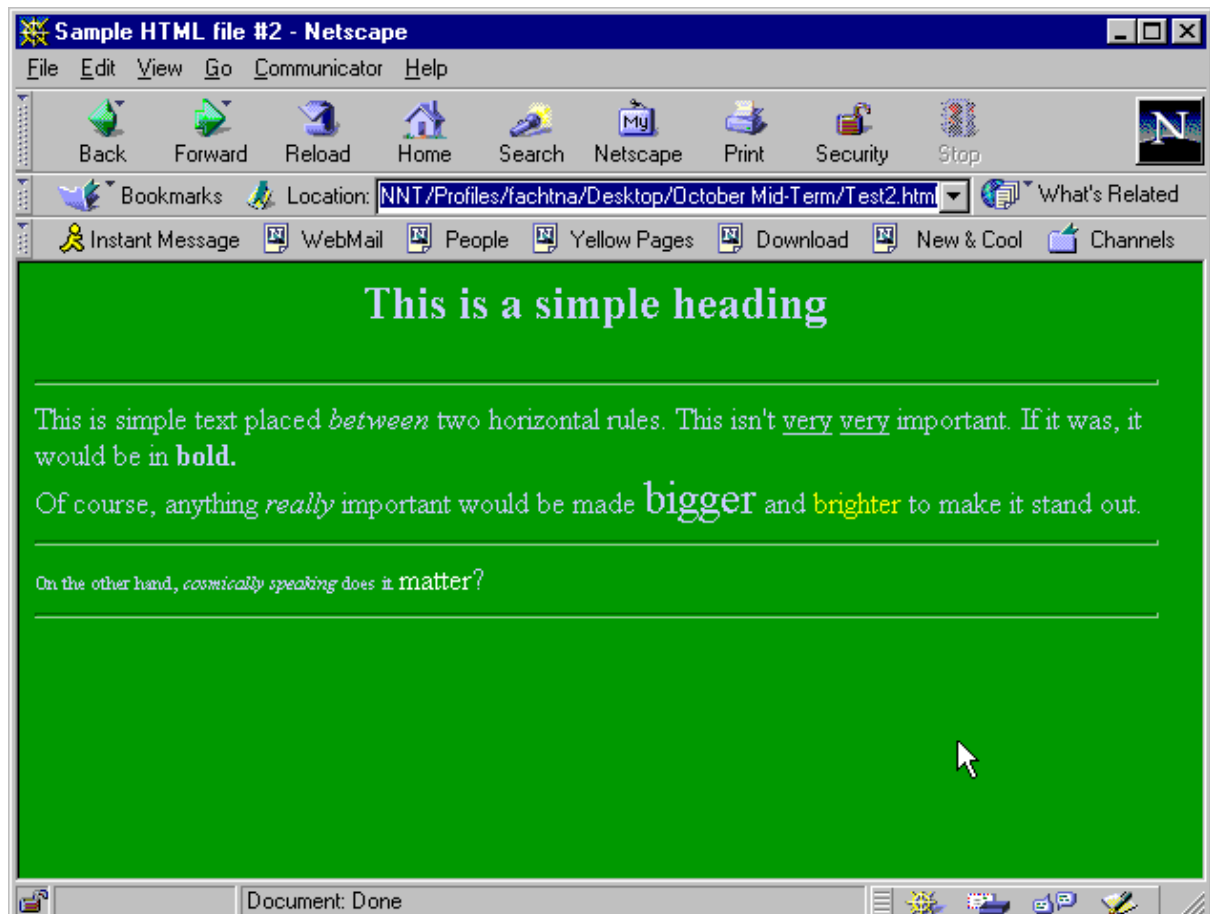 Sample HTML file #2 - Netscape
File Edit View Go Communicator Help
My N
Back Forward Reload Home Search Netscape Print Security Stop
Bookmarks Location: NNT/Profiles/fachtna/Desktop/October Mid-Term/Test2.html What's Related
Instant Message WebMail People Yellow Pages Download New & Cool Channels
This is a simple heading
This is simple text placed between two horizontal rules. This isn't very very important. If it was, it
would be in bold.
Of course, anything really important would be made bigger and brighter to make it stand out.
On the other hand, cosmically speaking does it matter?
Document: Done